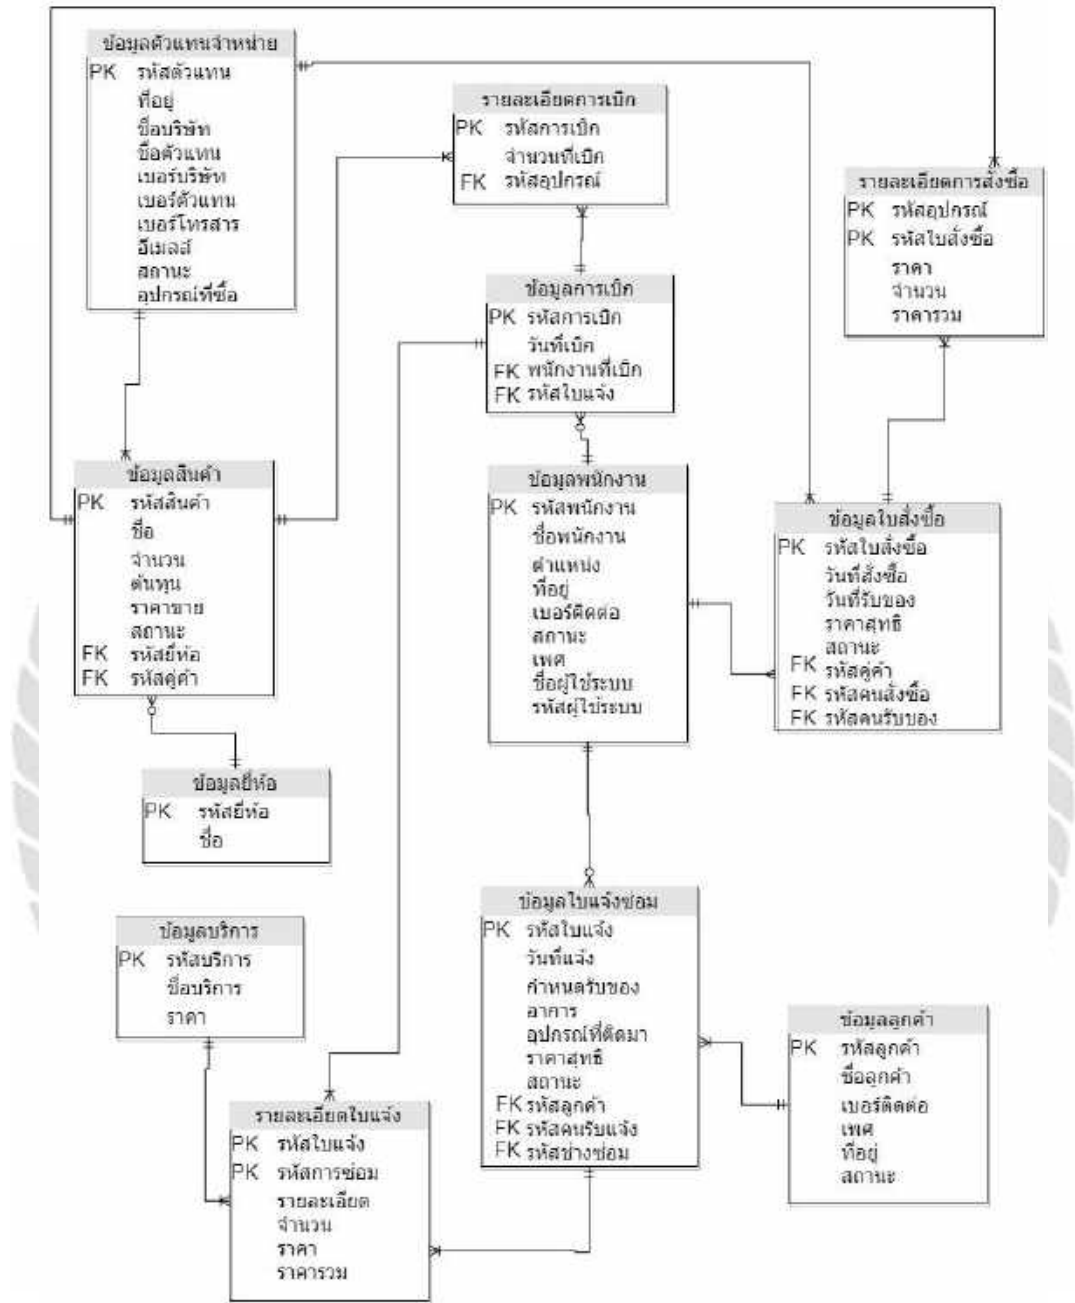 ข้อมูลตัวแทนจำหน่าย
PK รหัสตัวแทน
ที่อยู่
ชื่อบริษัท
ชื่อตัวแทน
เบอร์บริษัท
เบอร์ตัวแทน
เบอร์โทรสาร
อีเมลล์
สถานะ
อุปกรณ์ที่ซื้อ
รายละเอียดการเบิก
PK รหัสการเบิก
จำนวนที่เบิก
FK รหัสอุปกรณ์
รายละเอียดการสั่งซื้อ
PK รหัสอุปกรณ์
PK รหัสใบสั่งซื้อ
ราคา
จำนวน
ราคารวม
ข้อมูลการเบิก
PK รหัสการเบิก
วันที่เบิก
FK พนักงานที่เบิก
FK รหัสใบแจ้ง
ข้อมูลสินค้า
PK รหัสสินค้า
ชื่อ
จำนวน
ต้นทุน
ราคาขาย
สถานะ
FK รหัสยี่ห้อ
FK รหัสคู่ค้า
ข้อมูลพนักงาน
PK รหัสพนักงาน
ชื่อพนักงาน
ตำแหน่ง
ที่อยู่
เบอร์ติดต่อ
สถานะ
เพศ
ชื่อผู้ใช้ระบบ
รหัสผู้ใช้ระบบ
ข้อมูลใบสั่งซื้อ
PK รหัสใบสั่งซื้อ
วันที่สั่งซื้อ
วันที่รับของ
ราคาสุทธิ
สถานะ
FK รหัสคู่ค้า
FK รหัสคนสั่งซื้อ
FK รหัสคนรับของ
ข้อมูลยี่ห้อ
PK รหัสยี่ห้อ
ชื่อ
ข้อมูลบริการ
PK รหัสบริการ
ชื่อบริการ
ราคา
ข้อมูลใบแจ้งซ่อม
PK รหัสใบแจ้ง
วันที่แจ้ง
กำหนดรับของ
อาการ
อุปกรณ์ที่ติดมา
ราคาสุทธิ
สถานะ
FK รหัสลูกค้า
FK รหัสคนรับแจ้ง
FK รหัสช่างซ่อม
ข้อมูลลูกค้า
PK รหัสลูกค้า
ชื่อลูกค้า
เบอร์ติดต่อ
เพศ
ที่อยู่
สถานะ
รายละเอียดใบแจ้ง
PK รหัสใบแจ้ง
PK รหัสการซ่อม
รายละเอียด
จำนวน
ราคา
ราคารวม